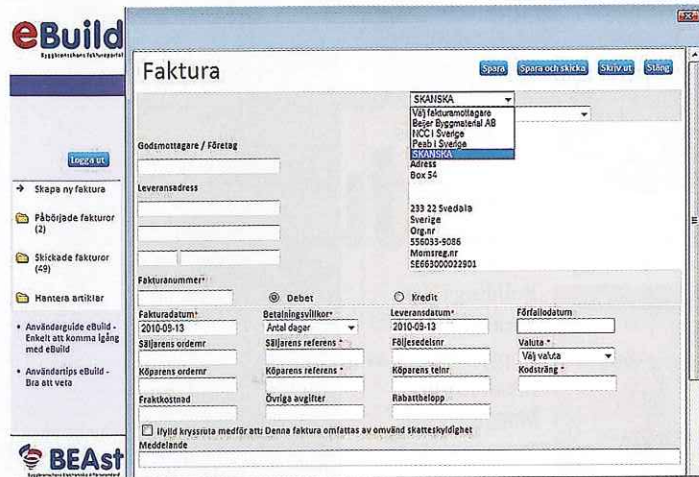 eBuild
Byggbranschens fakturaportal
Logga ut
Skapa ny faktura
Påbörjade fakturor
(2)
Skickade fakturor
(49)
Hantera artiklar
• Användarguide eBuild -
Enkelt att komma igång
med eBuild
• Användartips eBuild -
Bra att veta
BEAst
Faktura
Spara Spara och skicka Skriv ut Stäng
SKANSKA
Välj fakturamottagare
Beijer Byggmaterial AB
NCC i Sverige
Peab i Sverige
SKANSKA
Adress
Box 54
233 22 Svedala
Sverige
Org.nr
556033-9086
Momsreg.nr
SE663000022901
Godsmottagare / Företag
Leveransadress
Fakturanummer*
Debet Kredit
Fakturadatum* Betalningsvillkor* Leveransdatum* Förfallodatum
2010-09-13 Antal dagar 2010-09-13
Säljarens ordernr Säljarens referens * Följesedelsnr Valuta *
Välj valuta
Köparens ordernr Köparens referens * Köparens telnr Kodsträng *
Fraktkostnad Övriga avgifter Rabattbelopp
Ifylld kryssruta medför att: Denna faktura omfattas av omvänd skatteskyldighet
Meddelande